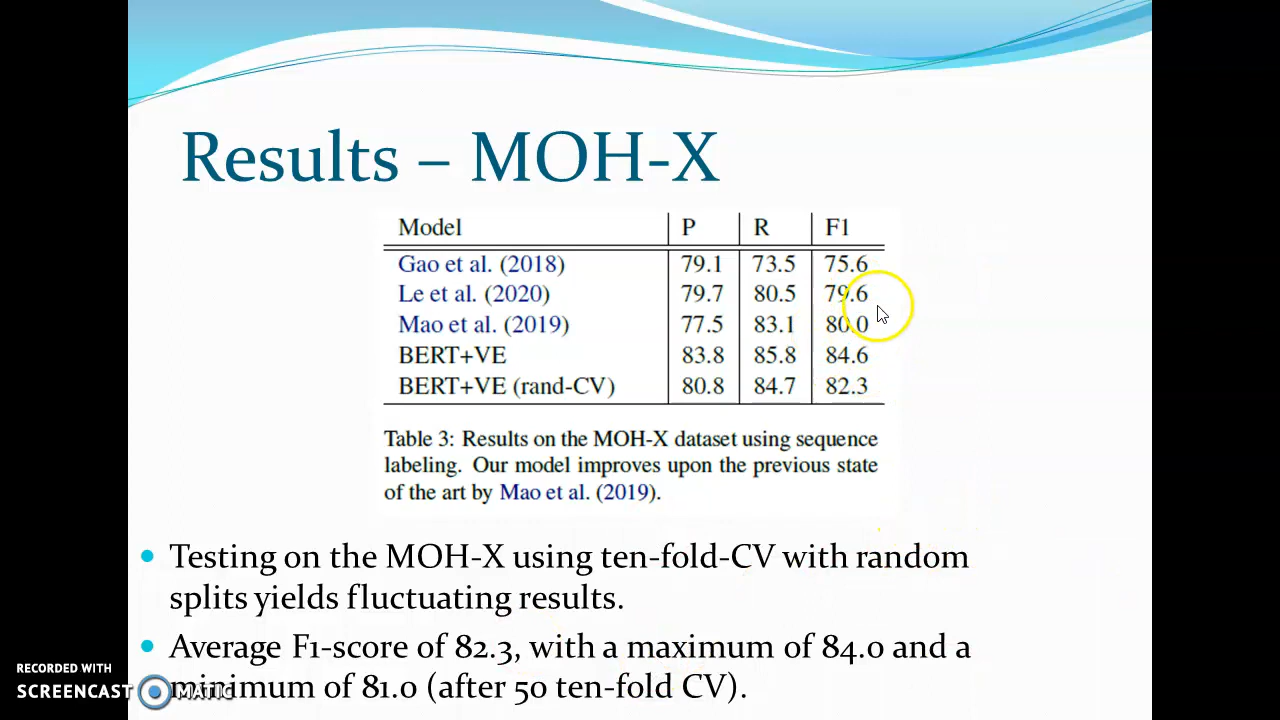 Results – MOH-X
Model P R F1
Gao et al. (2018) 79.1 73.5 75.6
Le et al. (2020) 79.7 80.5 79.6
Mao et al. (2019) 77.5 83.1 80.0
BERT+VE 83.8 85.8 84.6
BERT+VE (rand-CV) 80.8 84.7 82.3
Table 3: Results on the MOH-X dataset using sequence
labeling. Our model improves upon the previous state
of the art by Mao et al. (2019).
• Testing on the MOH-X using ten-fold-CV with random
splits yields fluctuating results.
• Average F1-score of 82.3, with a maximum of 84.0 and a
minimum of 81.0 (after 50 ten-fold CV).
RECORDED WITH
SCREENCAST MATIC